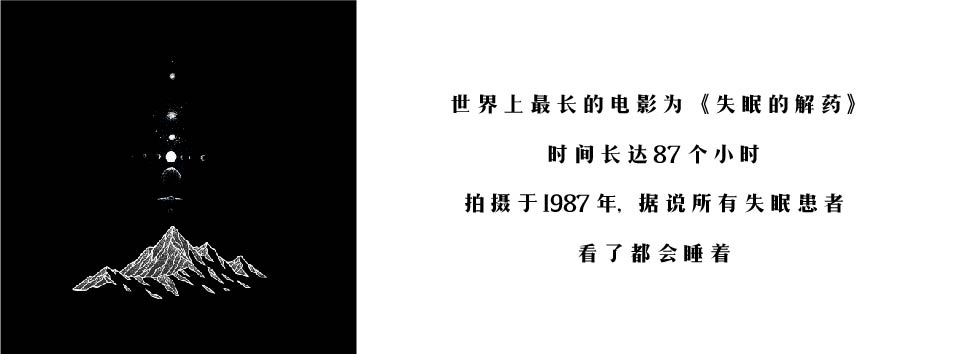 世界上最长的电影为《失眠的解药》
时间长达87个小时
拍摄于1987年，据说所有失眠患者
看了都会睡着